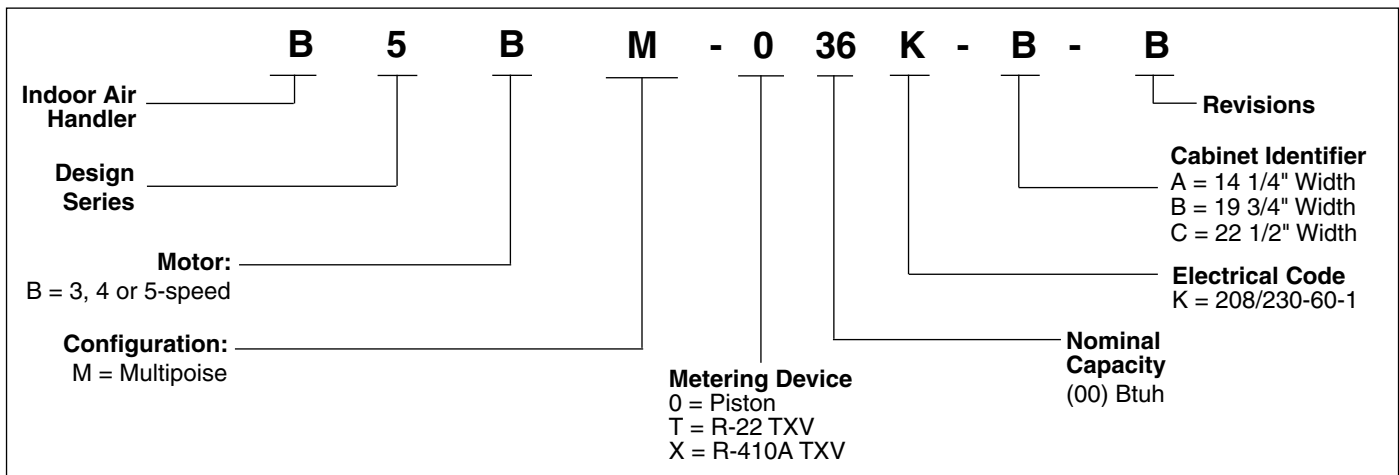 B 5 B M - 0 36 K - B - B
Indoor Air
Handler
Design
Series
Motor:
B = 3, 4 or 5-speed
Configuration:
M = Multipoise
Metering Device
0 = Piston
T = R-22 TXV
X = R-410A TXV
Nominal
Capacity
(00) Btuh
Electrical Code
K = 208/230-60-1
Cabinet Identifier
A = 14 1/4" Width
B = 19 3/4" Width
C = 22 1/2" Width
Revisions